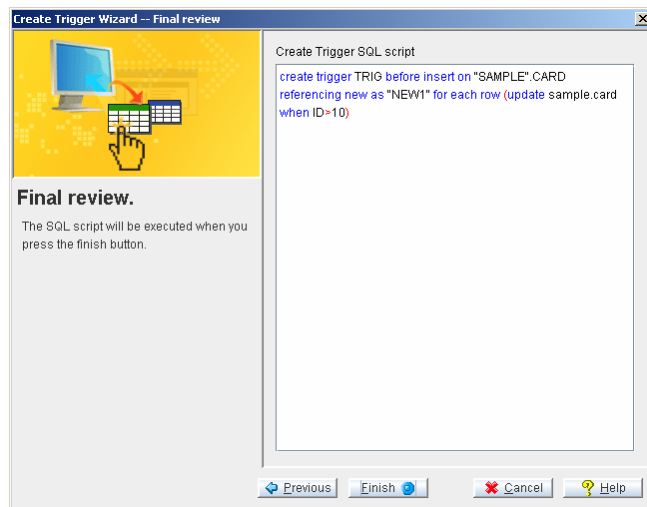 Create Trigger Wizard -- Final review
Create Trigger SQL script
create trigger TRIG before insert on "SAMPLE".CARD
referencing new as "NEW1" for each row (update sample.card
when ID>10)
Final review.
The SQL script will be executed when you
press the finish button.
Previous Finish Cancel Help